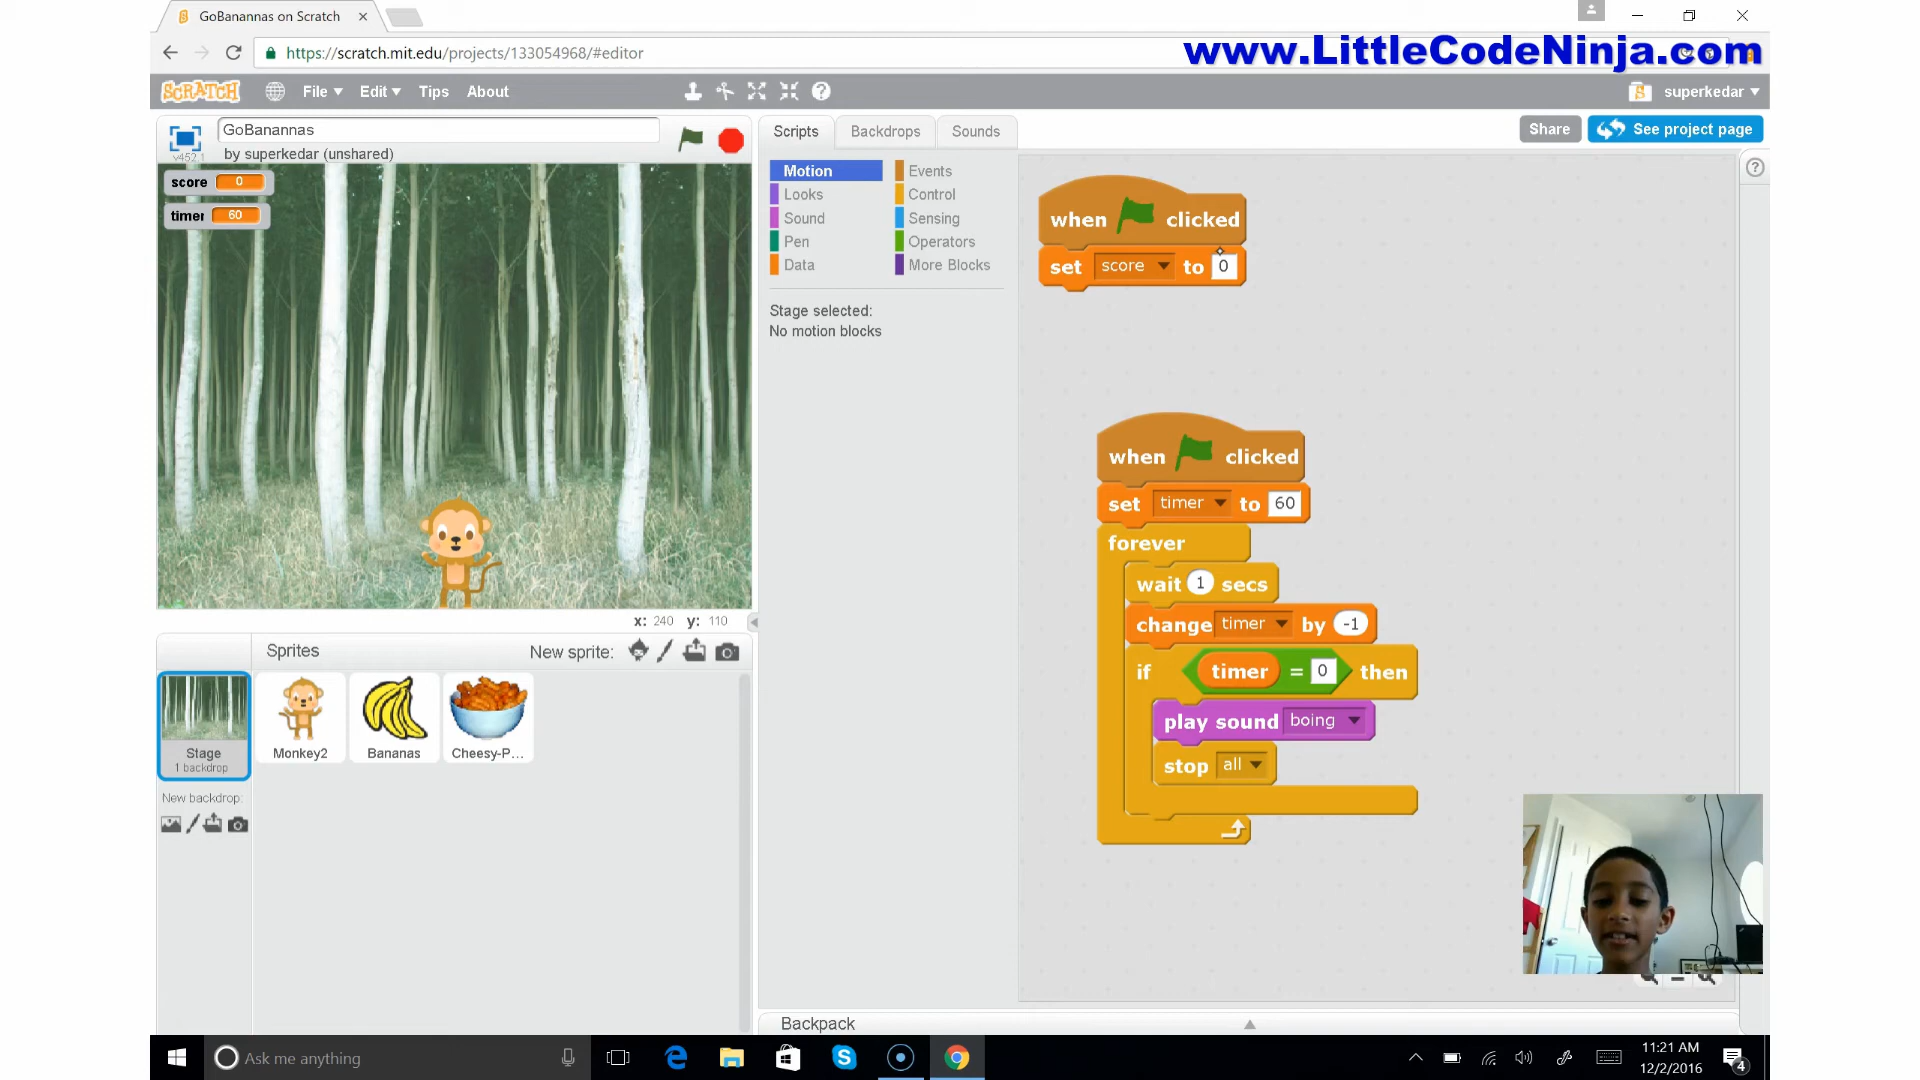 GoBanannas on Scratch
https://scratch.mit.edu/projects/133054968/#editor
www.LittleCodeNinja.com
SCRATCH
File
Edit
Tips
About
superkedar
GoBanannas
by superkedar (unshared)
v452.1
Scripts
Backdrops
Sounds
Share
See project page
score 0
timer 60
Motion
Looks
Sound
Pen
Data
Events
Control
Sensing
Operators
More Blocks
Stage selected:
No motion blocks
when clicked
set score to 0
when clicked
set timer to 60
forever
wait 1 secs
change timer by -1
if timer = 0 then
play sound boing
stop all
x: 240 y: 110
Sprites
New sprite:
Stage
1 backdrop
New backdrop:
Monkey2
Bananas
Cheesy-P...
Backpack
Ask me anything
11:21 AM
12/2/2016
4